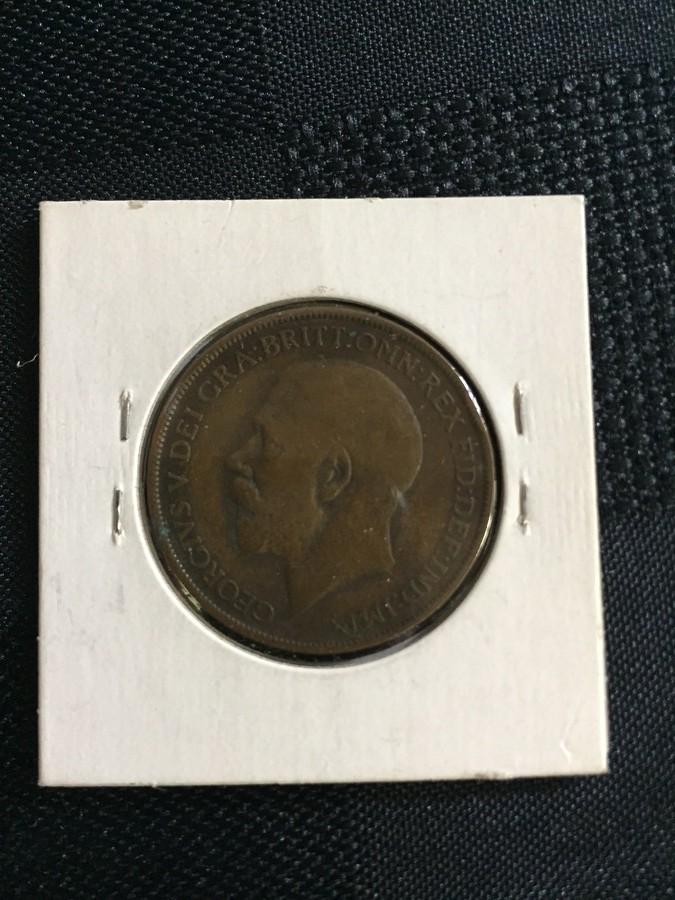 GEORGIVS V DEI GRA: BRITT: OMN: REX FID: DEF: IND: IMP: